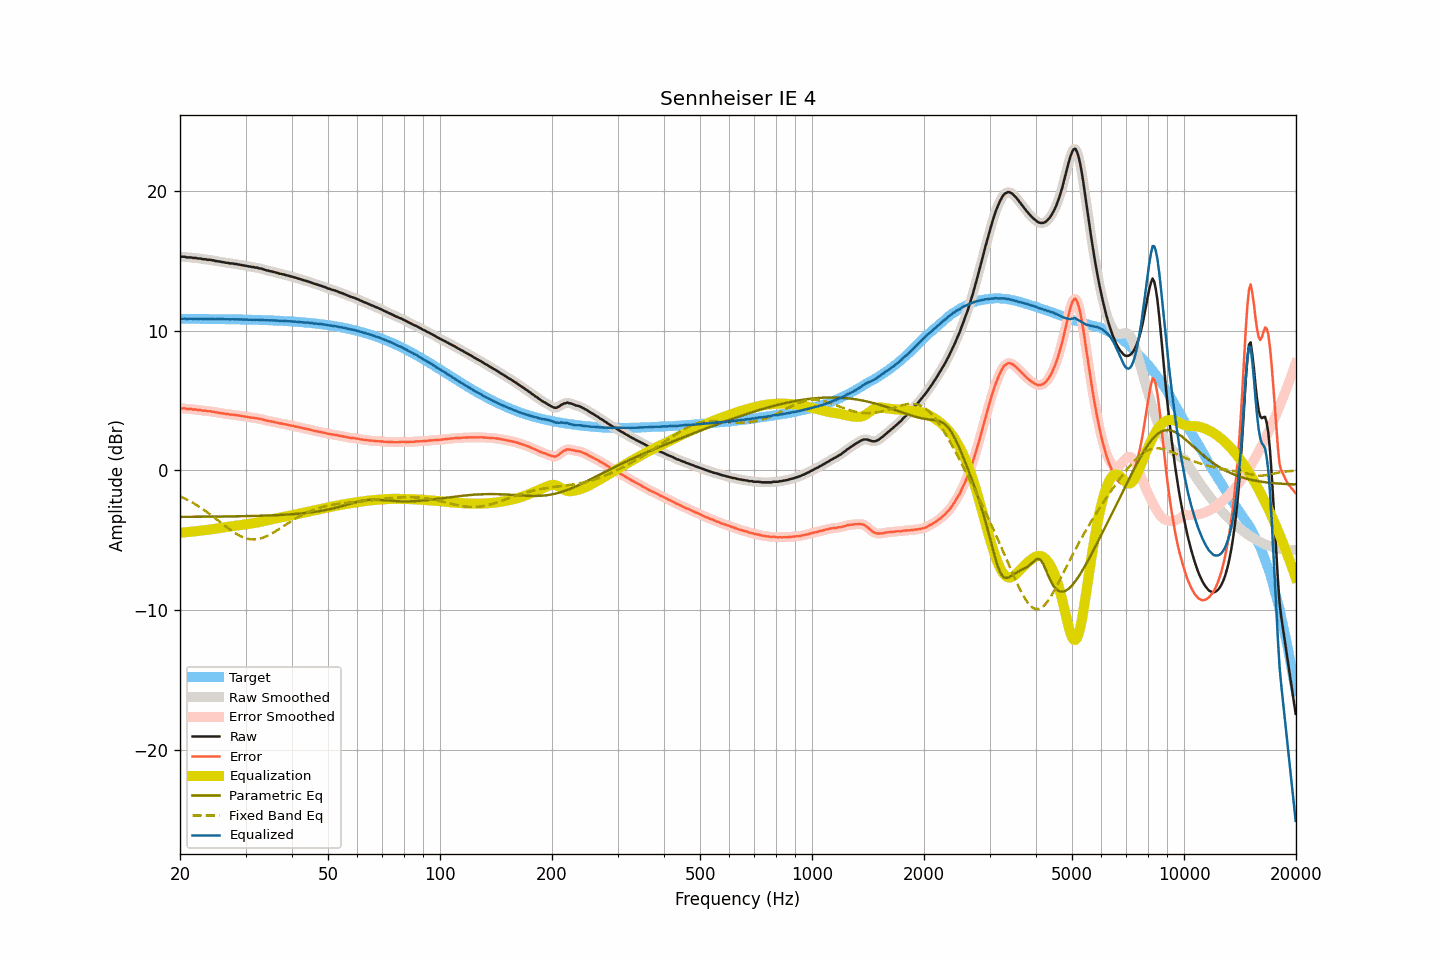 Sennheiser IE 4
Amplitude (dBr)
20
10
0
−10
−20
Target
Raw Smoothed
Error Smoothed
Raw
Error
Equalization
Parametric Eq
Fixed Band Eq
Equalized
20 50 100 200 500 1000 2000 5000 10000 20000
Frequency (Hz)